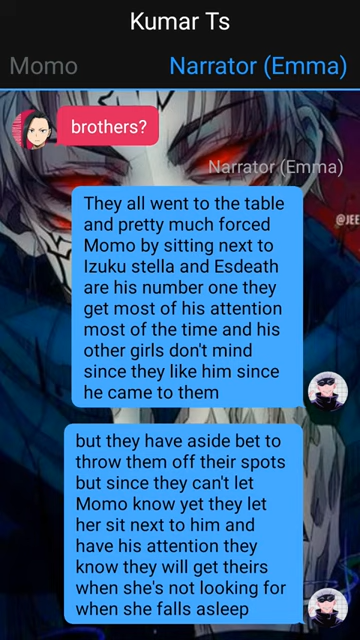 Kumar Ts
Momo
Narrator (Emma)
brothers?
Narrator (Emma)
@JEE
They all went to the table
and pretty much forced
Momo by sitting next to
Izuku stella and Esdeath
are his number one they
get most of his attention
most of the time and his
other girls don't mind
since they like him since
he came to them
but they have aside bet to
throw them off their spots
but since they can't let
Momo know yet they let
her sit next to him and
have his attention they
know they will get theirs
when she's not looking for
when she falls asleep